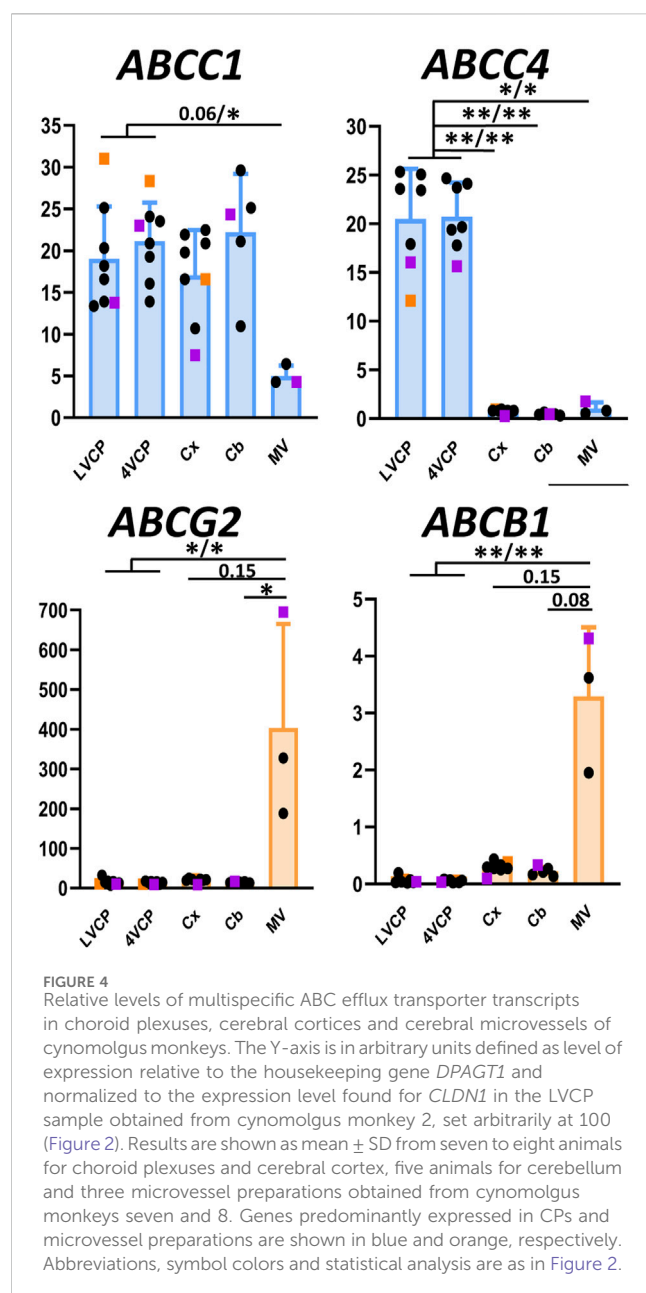 ABCC1
ABCC4
0.06/*
*/*
**/**
**/**
35
30
25
20
15
10
5
0
LVCP
4VCP
Cx
Cb
MV
30
25
20
15
10
5
0
LVCP
4VCP
Cx
Cb
MV
ABCG2
ABCB1
*/*
0.15
*
**/**
0.15
0.08
700
600
500
400
300
200
100
0
LVCP
4VCP
Cx
Cb
MV
5
4
3
2
1
0
LVCP
4VCP
Cx
Cb
MV
FIGURE 4
Relative levels of multispecific ABC efflux transporter transcripts
in choroid plexuses, cerebral cortices and cerebral microvessels of
cynomolgus monkeys. The Y-axis is in arbitrary units defined as level of
expression relative to the housekeeping gene DPAGT1 and
normalized to the expression level found for CLDN1 in the LVCP
sample obtained from cynomolgus monkey 2, set arbitrarily at 100
(Figure 2). Results are shown as mean ± SD from seven to eight animals
for choroid plexuses and cerebral cortex, five animals for cerebellum
and three microvessel preparations obtained from cynomolgus
monkeys seven and 8. Genes predominantly expressed in CPs and
microvessel preparations are shown in blue and orange, respectively.
Abbreviations, symbol colors and statistical analysis are as in Figure 2.